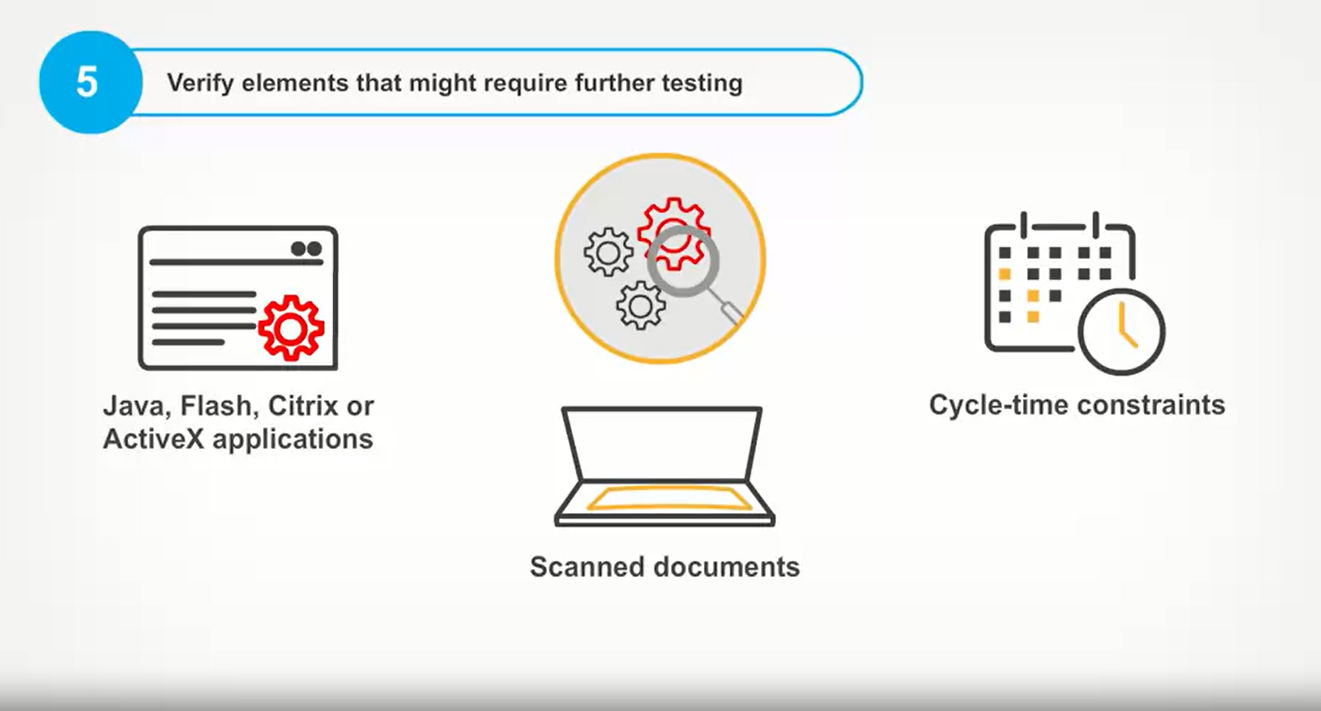 5
Verify elements that might require further testing
Java, Flash, Citrix or
ActiveX applications
Scanned documents
Cycle-time constraints